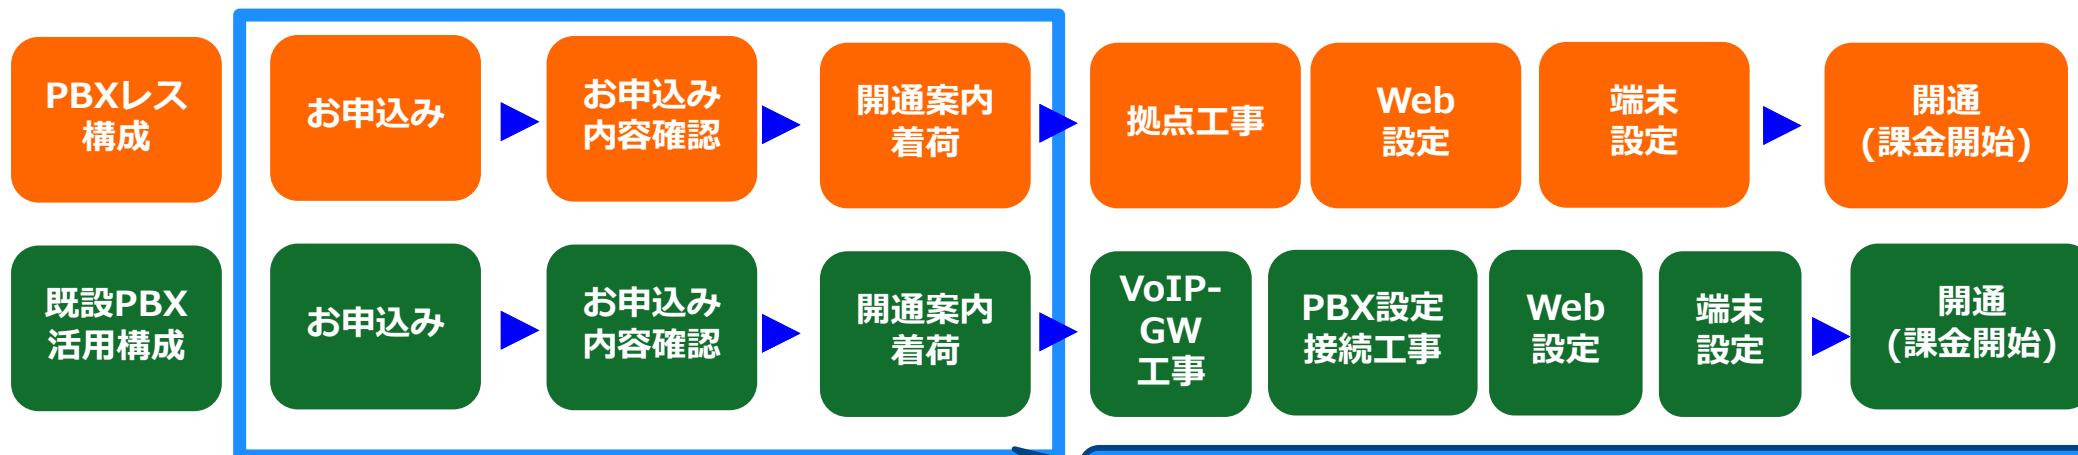 PBXレス
構成
お申込み
お申込み
内容確認
開通案内
着荷
拠点工事
Web
設定
端末
設定
開通
(課金開始)
既設PBX
活用構成
お申込み
お申込み
内容確認
開通案内
着荷
VoIP-
GW
工事
PBX設定
接続工事
Web
設定
端末
設定
開通
(課金開始)